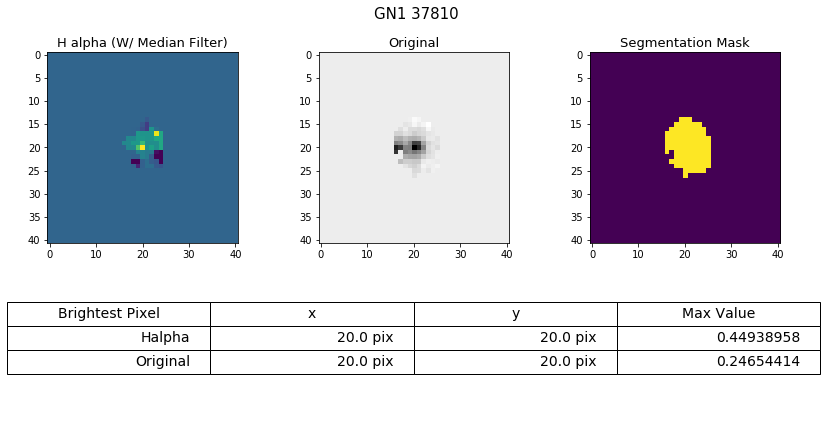 GN1 37810
H alpha (W/ Median Filter)
Original
Segmentation Mask
0
5
10
15
20
25
30
35
40
0 10 20 30 40
0
5
10
15
20
25
30
35
40
0 10 20 30 40
0
5
10
15
20
25
30
35
40
0 10 20 30 40
Brightest Pixel x y Max Value
Halpha 20.0 pix 20.0 pix 0.44938958
Original 20.0 pix 20.0 pix 0.24654414